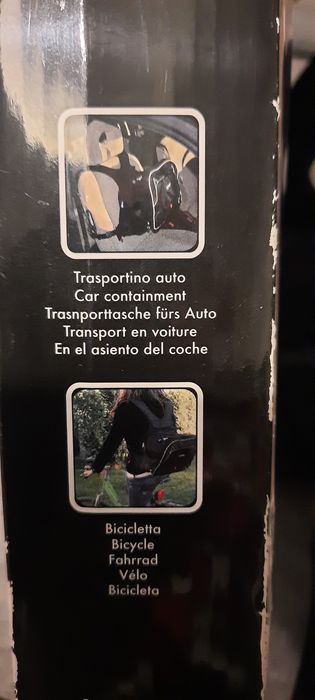 Trasportino auto
Car containment
Trasnporttasche fürs Auto
Transport en voiture
En el asiento del coche
Bicicletta
Bicycle
Fahrrad
Vélo
Bicicleta